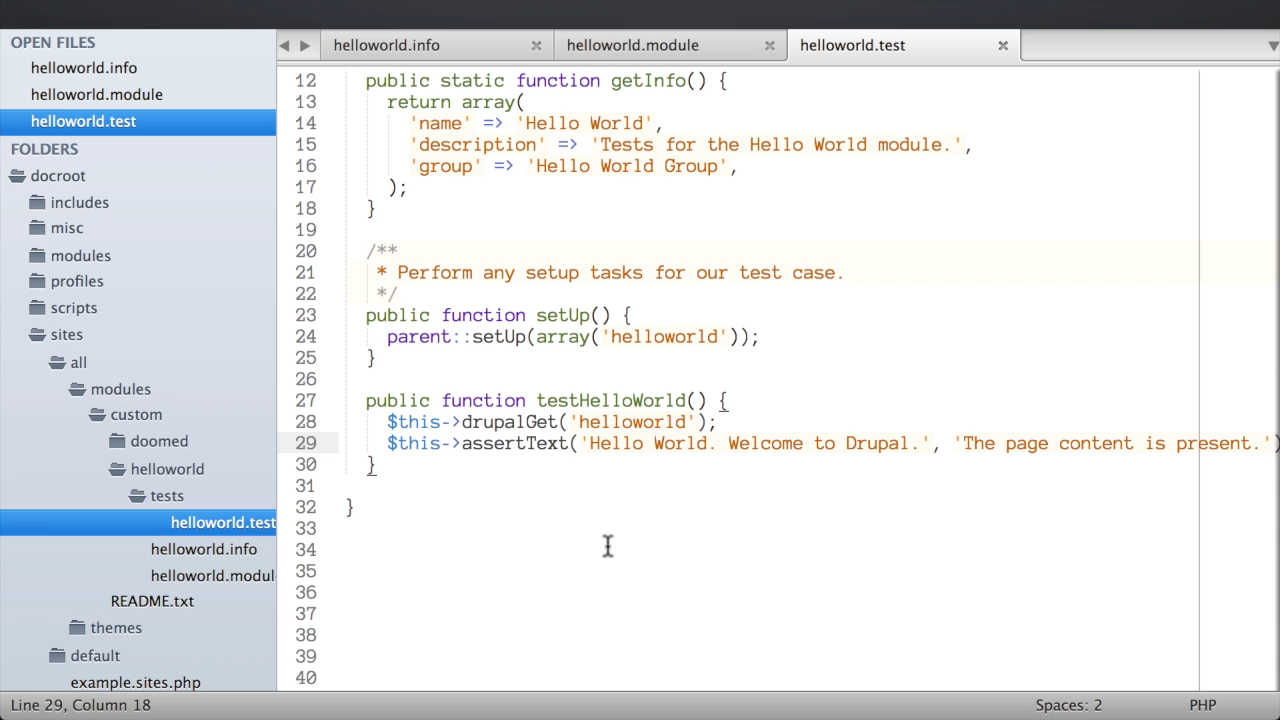 OPEN FILES
helloworld.info
helloworld.module
helloworld.test
FOLDERS
docroot
includes
misc
modules
profiles
scripts
sites
all
modules
custom
doomed
helloworld
tests
helloworld.test
helloworld.info
helloworld.modul
README.txt
themes
default
example.sites.php
helloworld.info
helloworld.module
helloworld.test
12 public static function getInfo() {
13 return array(
14 'name' => 'Hello World',
15 'description' => 'Tests for the Hello World module.',
16 'group' => 'Hello World Group',
17 );
18 }
19
20 /**
21 * Perform any setup tasks for our test case.
22 */
23 public function setUp() {
24 parent::setUp(array('helloworld'));
25 }
26
27 public function testHelloWorld() {
28 $this->drupalGet('helloworld');
29 $this->assertText('Hello World. Welcome to Drupal.', 'The page content is present.')
30 }
31
32 }
33
34
35
36
37
38
39
40
Line 29, Column 18
Spaces: 2
PHP